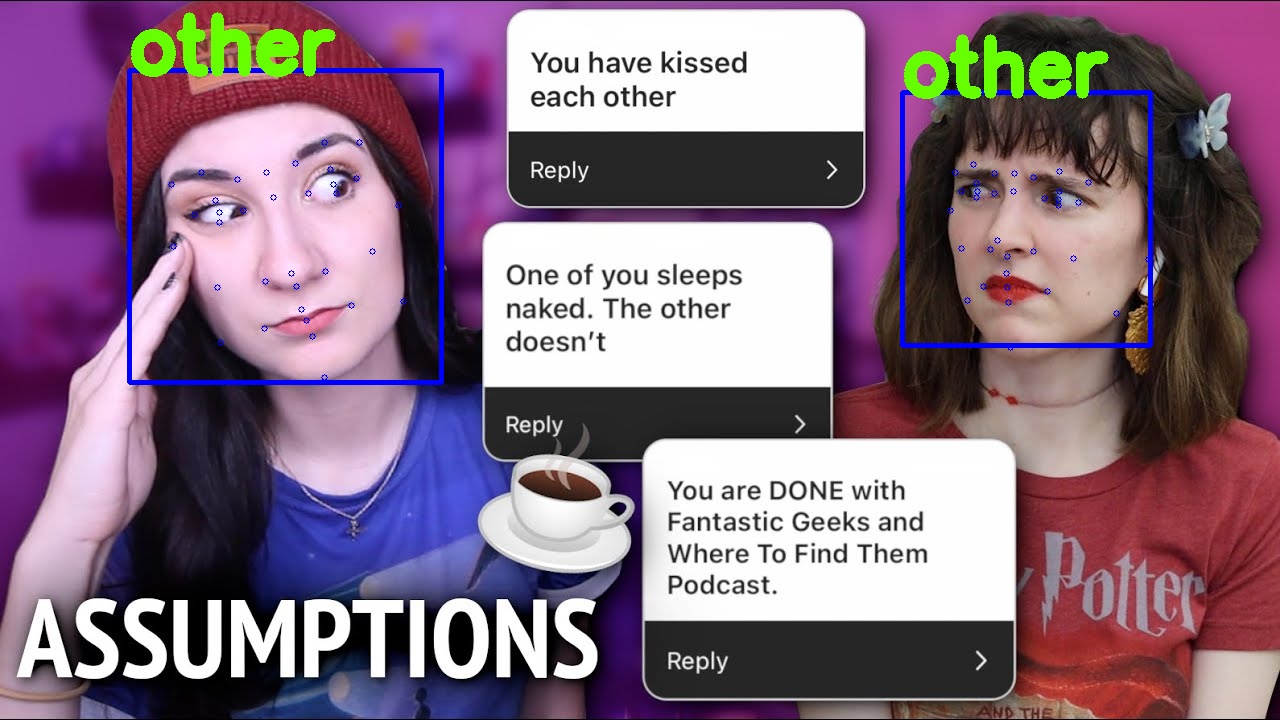 other
other
You have kissed
each other
Reply
One of you sleeps
naked. The other
doesn't
Reply
You are DONE with
Fantastic Geeks and
Where To Find Them
Podcast.
Reply
ASSUMPTIONS
Potter
AND THE